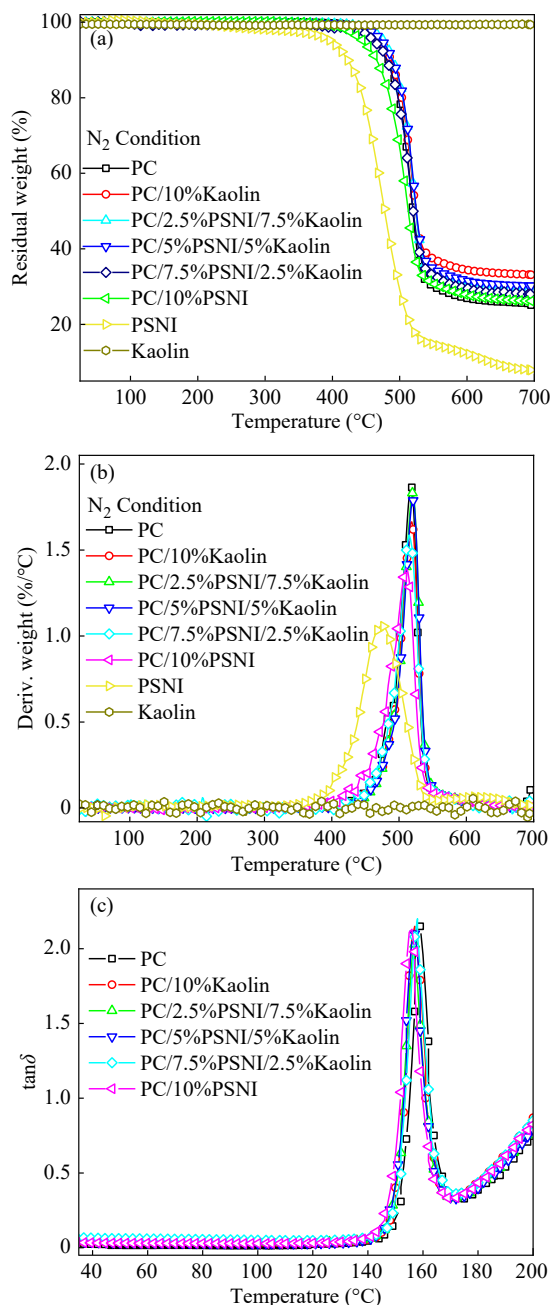 (a)
100
80
60
40
20
Residual weight (%)
N2 Condition
PC
PC/10%Kaolin
PC/2.5%PSNI/7.5%Kaolin
PC/5%PSNI/5%Kaolin
PC/7.5%PSNI/2.5%Kaolin
PC/10%PSNI
PSNI
Kaolin
100 200 300 400 500 600 700
Temperature (°C)
(b)
2.0
1.5
1.0
0.5
0
Deriv. weight (%/°C)
N2 Condition
PC
PC/10%Kaolin
PC/2.5%PSNI/7.5%Kaolin
PC/5%PSNI/5%Kaolin
PC/7.5%PSNI/2.5%Kaolin
PC/10%PSNI
PSNI
Kaolin
100 200 300 400 500 600 700
Temperature (°C)
(c)
2.0
1.5
1.0
0.5
0
tanδ
PC
PC/10%Kaolin
PC/2.5%PSNI/7.5%Kaolin
PC/5%PSNI/5%Kaolin
PC/7.5%PSNI/2.5%Kaolin
PC/10%PSNI
40 60 80 100 120 140 160 180 200
Temperature (°C)